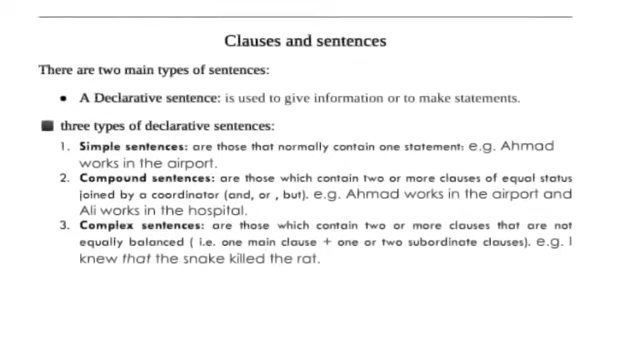 Clauses and sentences
There are two main types of sentences:
• A Declarative sentence: is used to give information or to make statements.
■ three types of declarative sentences:
1. Simple sentences: are those that normally contain one statement: e.g. Ahmad
works in the airport.
2. Compound sentences: are those which contain two or more clauses of equal status
joined by a coordinator (and, or , but). e.g. Ahmad works in the airport and
Ali works in the hospital.
3. Complex sentences: are those which contain two or more clauses that are not
equally balanced ( i.e. one main clause + one or two subordinate clauses). e.g. I
knew that the snake killed the rat.